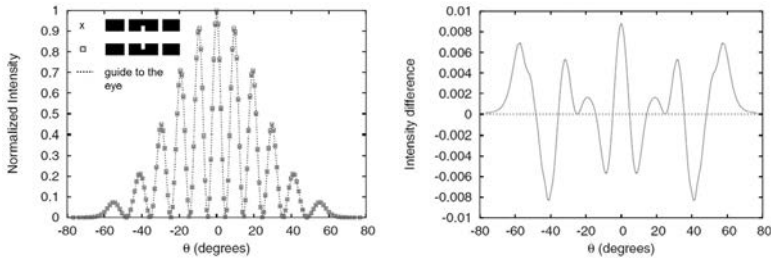 x
guide to the
eye
Normalized Intensity
1
0.9
0.8
0.7
0.6
0.5
0.4
0.3
0.2
0.1
0
-80 -60 -40 -20 0 20 40 60 80
θ (degrees)
Intensity difference
0.01
0.008
0.006
0.004
0.002
0
-0.002
-0.004
-0.006
-0.008
-0.01
-80 -60 -40 -20 0 20 40 60 80
θ (degrees)